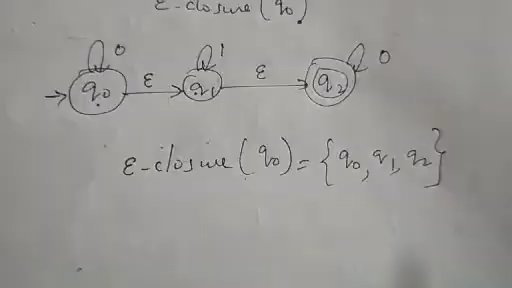 ε-closure(q0)
0 1 0
q0 ε q1 ε q2
ε-closure(q0) = {q0, q1, q2}